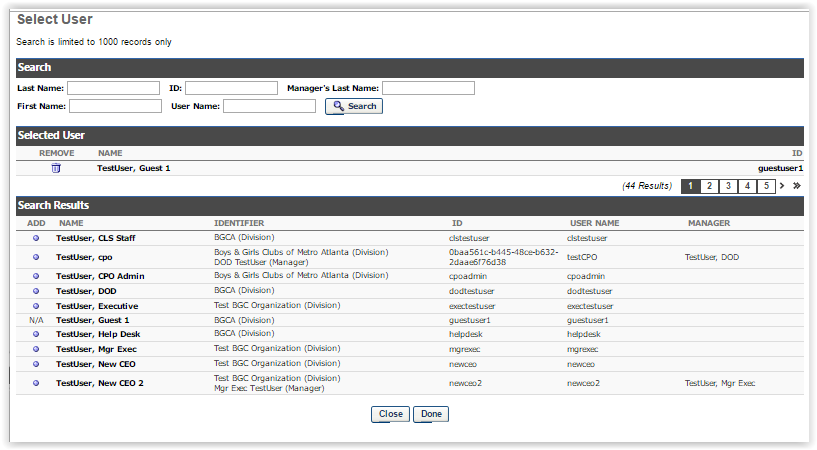 Select User
Search is limited to 1000 records only
Search
Last Name: ID: Manager's Last Name:
First Name: User Name: Search
Selected User
REMOVE NAME ID
TestUser, Guest 1 guestuser1
(44 Results) 1 2 3 4 5 > »
Search Results
ADD NAME IDENTIFIER ID USER NAME MANAGER
TestUser, CLS Staff BGCA (Division) clstestuser clstestuser
TestUser, cpo Boys & Girls Clubs of Metro Atlanta (Division) 0baa561c-b445-48ce-b632- testCPO TestUser, DOD
DOD TestUser (Manager) 2daae6f76d38
TestUser, CPO Admin Boys & Girls Clubs of Metro Atlanta (Division) cpoadmin cpoadmin
TestUser, DOD BGCA (Division) dodtestuser dodtestuser
TestUser, Executive Test BGC Organization (Division) exectestuser exectestuser
N/A TestUser, Guest 1 BGCA (Division) guestuser1 guestuser1
TestUser, Help Desk BGCA (Division) helpdesk helpdesk
TestUser, Mgr Exec Test BGC Organization (Division) mgrexec mgrexec
TestUser, New CEO Test BGC Organization (Division) newceo newceo
TestUser, New CEO 2 Test BGC Organization (Division) newceo2 newceo2 TestUser, Mgr Exec
Mgr Exec TestUser (Manager)
Close Done